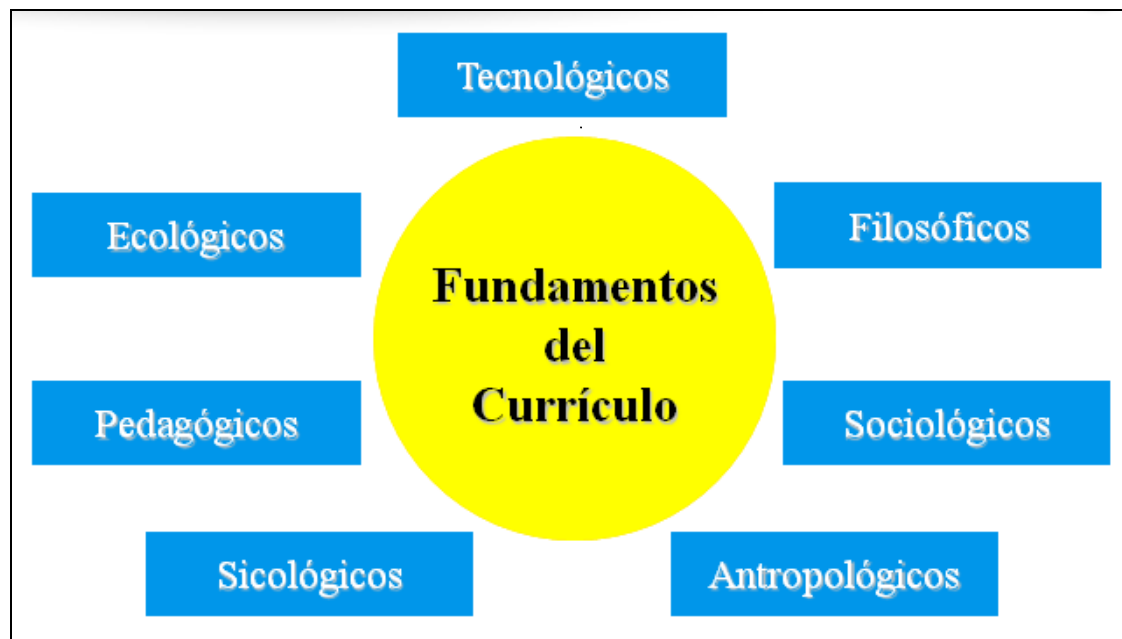 Tecnológicos
Ecológicos
Filosóficos
Fundamentos
del
Currículo
Pedagógicos
Sociológicos
Sicológicos
Antropológicos